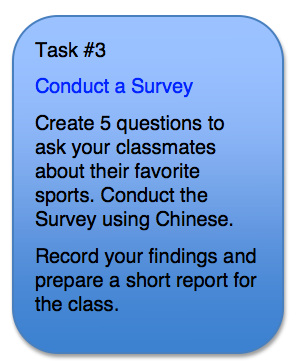 Task #3
Conduct a Survey
Create 5 questions to
ask your classmates
about their favorite
sports. Conduct the
Survey using Chinese.
Record your findings and
prepare a short report for
the class.